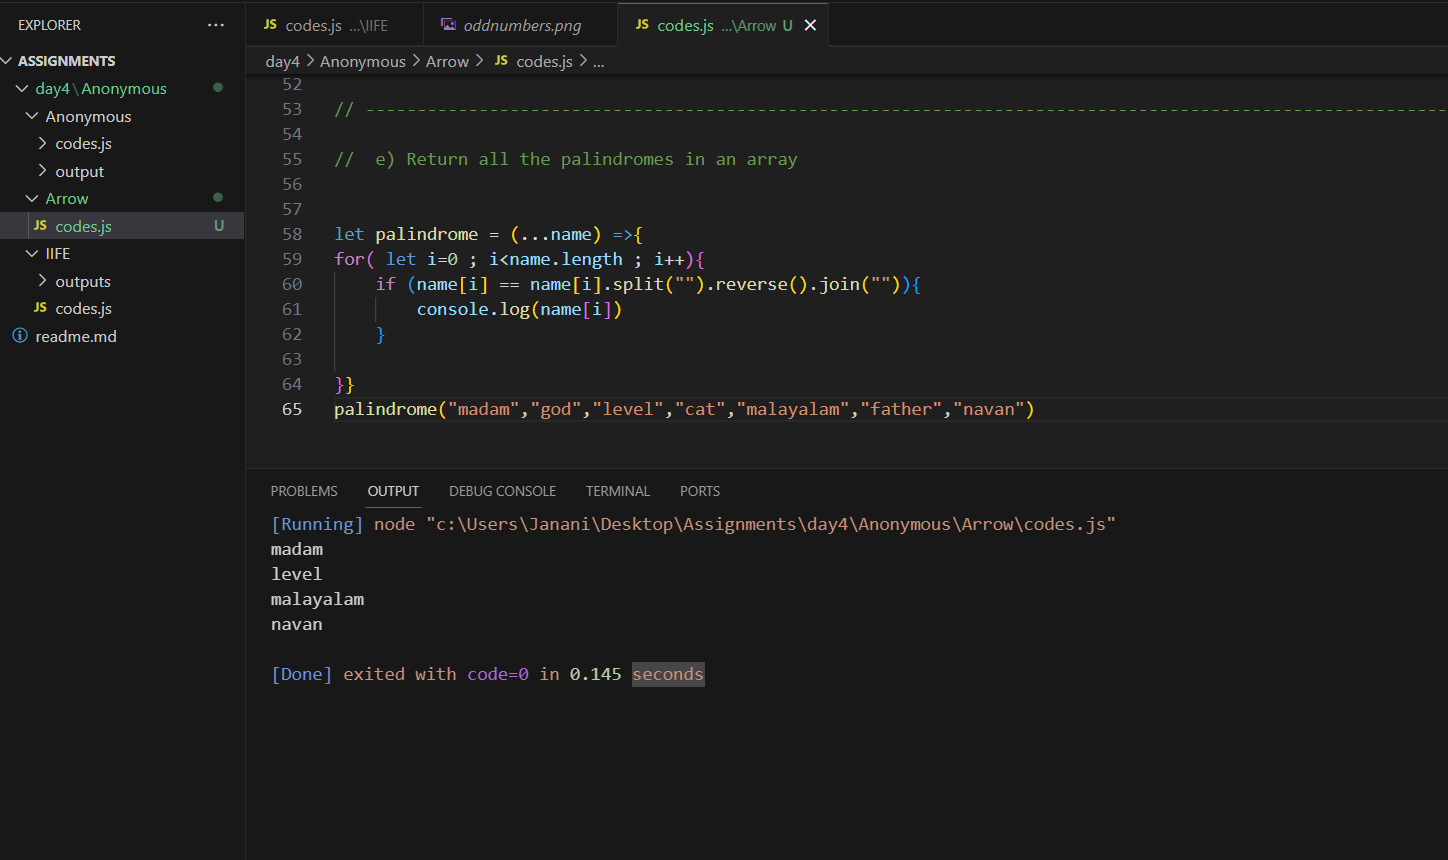 EXPLORER ...
ASSIGNMENTS
day4\Anonymous
Anonymous
codes.js
output
Arrow
JS codes.js U
IIFE
outputs
JS codes.js
readme.md
JS codes.js ...\IIFE oddnumbers.png JS codes.js ...\Arrow U
day4 > Anonymous > Arrow > JS codes.js > ...
52
53 // ---------------------------------------------------------------------------------------------------------
54
55 //  e) Return all the palindromes in an array
56
57
58 let palindrome = (...name) =>{
59 for( let i=0 ; i<name.length ; i++){
60     if (name[i] == name[i].split("").reverse().join("")){
61         console.log(name[i])
62     }
63
64 }}
65 palindrome("madam","god","level","cat","malayalam","father","navan")
PROBLEMS OUTPUT DEBUG CONSOLE TERMINAL PORTS
[Running] node "c:\Users\Janani\Desktop\Assignments\day4\Anonymous\Arrow\codes.js"
madam
level
malayalam
navan
[Done] exited with code=0 in 0.145 seconds